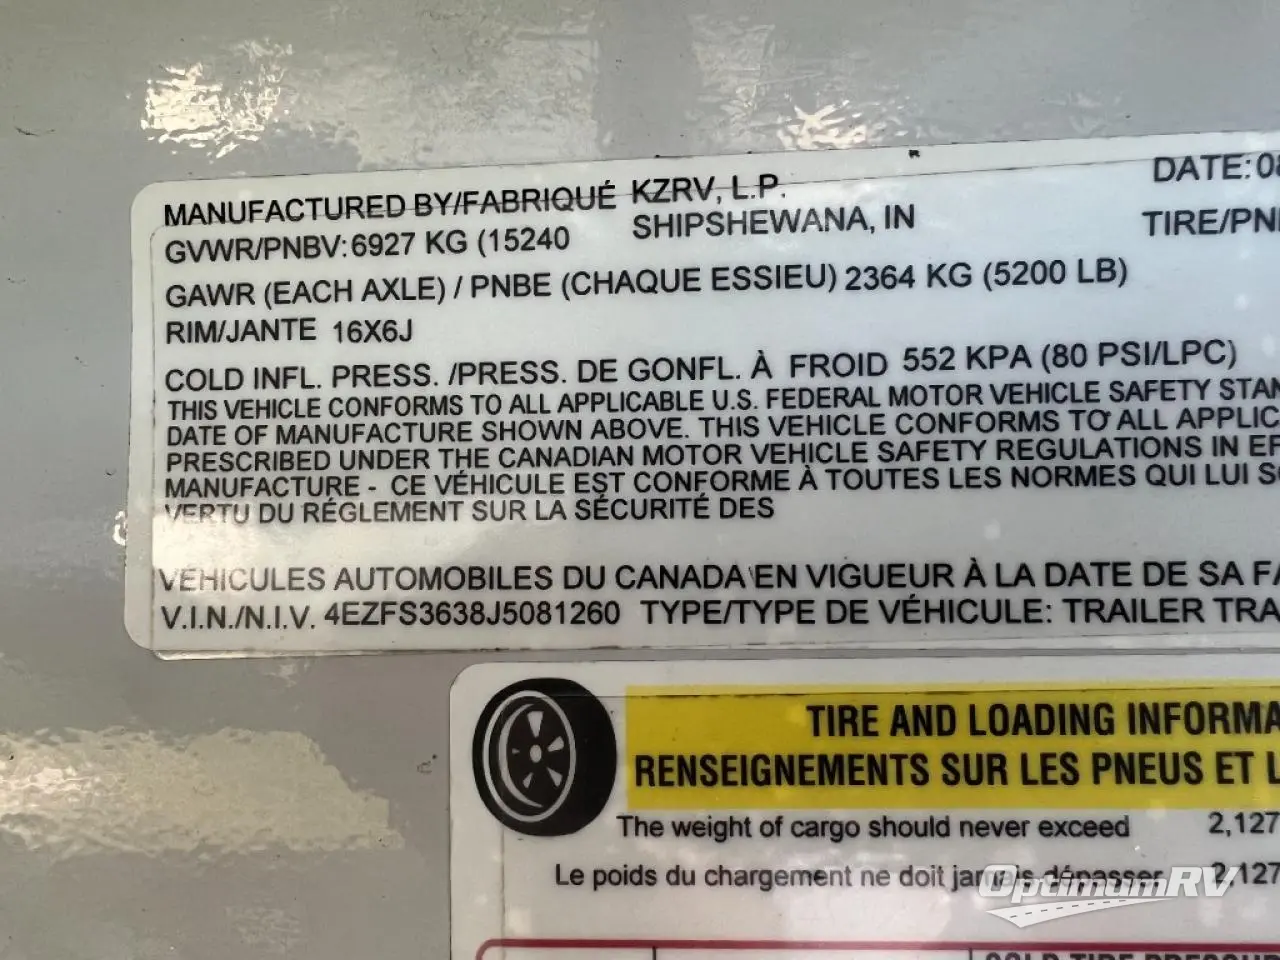 MANUFACTURED BY/FABRIQUÉ KZRV, L.P. DATE: 08
GVWR/PNBV: 6927 KG (15240 SHIPSHEWANA, IN TIRE/PN
GAWR (EACH AXLE) / PNBE (CHAQUE ESSIEU) 2364 KG (5200 LB)
RIM/JANTE 16X6J
COLD INFL. PRESS. /PRESS. DE GONFL. À FROID 552 KPA (80 PSI/LPC)
THIS VEHICLE CONFORMS TO ALL APPLICABLE U.S. FEDERAL MOTOR VEHICLE SAFETY STAN
DATE OF MANUFACTURE SHOWN ABOVE. THIS VEHICLE CONFORMS TO ALL APPLIC
PRESCRIBED UNDER THE CANADIAN MOTOR VEHICLE SAFETY REGULATIONS IN EF
MANUFACTURE - CE VÉHICULE EST CONFORME À TOUTES LES NORMES QUI LUI S
VERTU DU RÉGLEMENT SUR LA SÉCURITÉ DES
VÉHICULES AUTOMOBILES DU CANADA EN VIGUEUR À LA DATE DE SA FA
V.I.N./N.I.V. 4EZFS3638J5081260 TYPE/TYPE DE VÉHICULE: TRAILER TRA
TIRE AND LOADING INFORMA
RENSEIGNEMENTS SUR LES PNEUS ET L
The weight of cargo should never exceed 2,127
Le poids du chargement ne doit jamais dépasser 2,127
OptimumRV
COLD TIRE PRESSURE